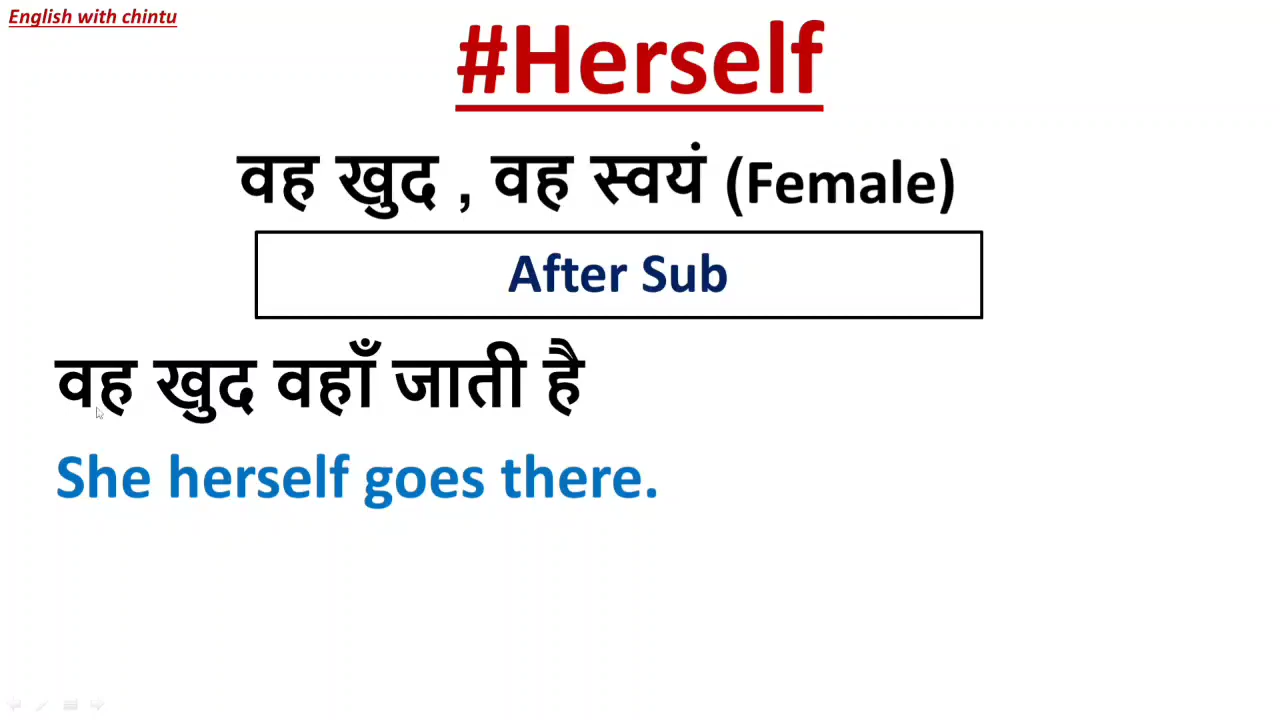 English with chintu
#Herself
वह खुद , वह स्वयं (Female)
After Sub
वह खुद वहाँ जाती है
She herself goes there.